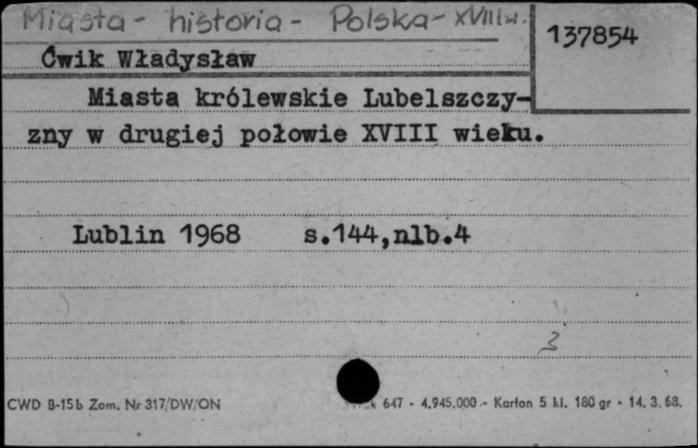 Miasta - historia - Polska - XVIII w.
137854
Ćwik Władysław
Miasta królewskie Lubelszczy-
zny w drugiej połowie XVIII wieku.
Lublin 1968 s.144,nlb.4
3
CWD B-15b Zam. Nr 317/DW/ON 647 - 4.945.000 - Karton 5 kl. 180 gr - 14. 3. 68.